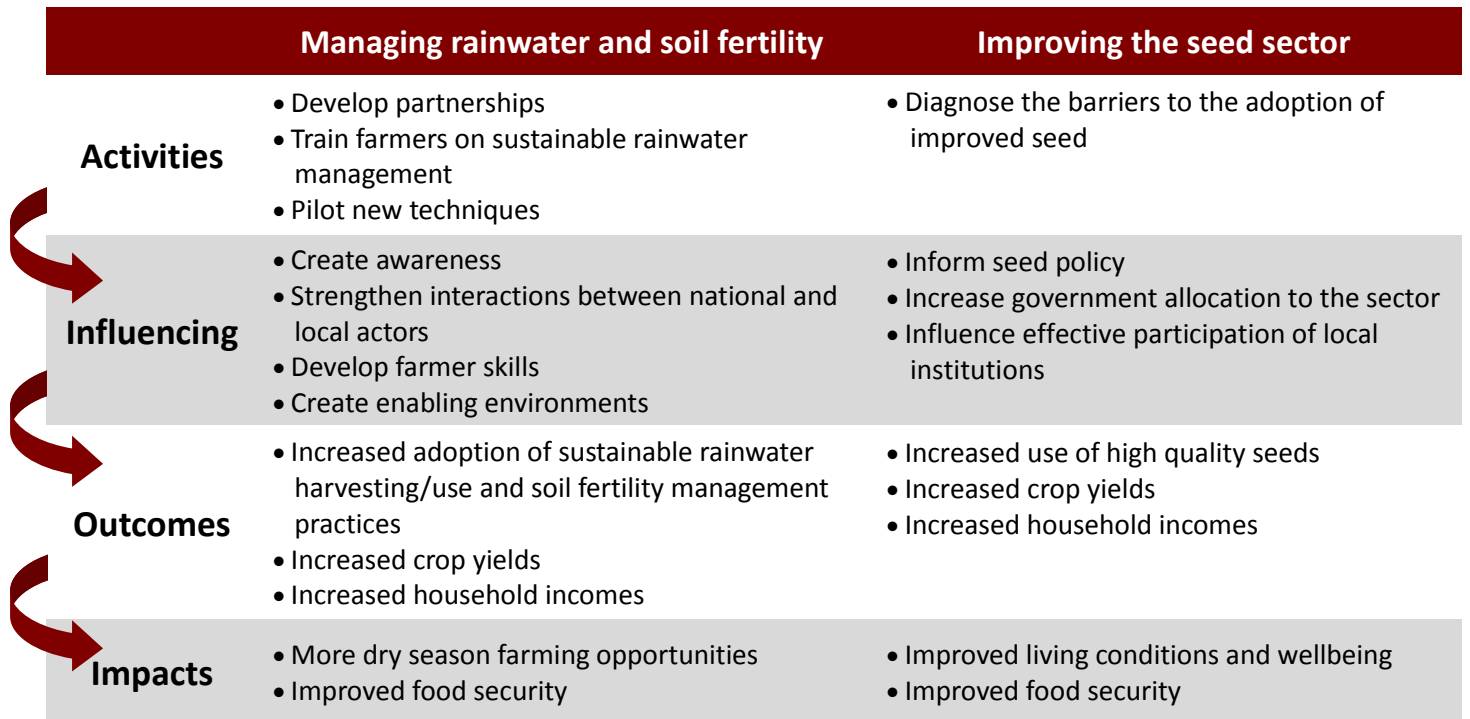 Managing rainwater and soil fertility
Improving the seed sector
Activities
• Develop partnerships
• Train farmers on sustainable rainwater
management
• Pilot new techniques
• Diagnose the barriers to the adoption of
improved seed
Influencing
• Create awareness
• Strengthen interactions between national and
local actors
• Develop farmer skills
• Create enabling environments
• Inform seed policy
• Increase government allocation to the sector
• Influence effective participation of local
institutions
Outcomes
• Increased adoption of sustainable rainwater
harvesting/use and soil fertility management
practices
• Increased crop yields
• Increased household incomes
• Increased use of high quality seeds
• Increased crop yields
• Increased household incomes
Impacts
• More dry season farming opportunities
• Improved food security
• Improved living conditions and wellbeing
• Improved food security